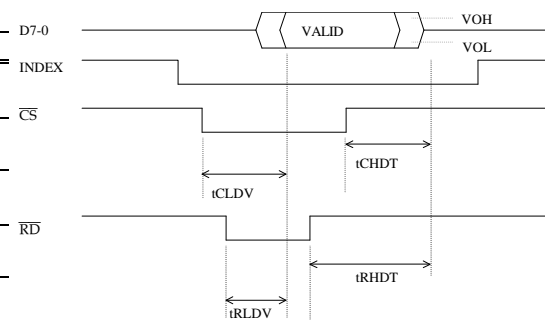 D7-0
VALID
VOH
VOL
INDEX
CS
tCHDT
tCLDV
RD
tRHDT
tRLDV